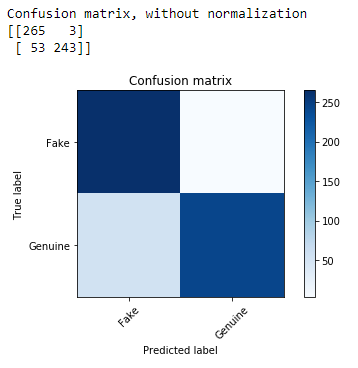 Confusion matrix, without normalization
[[265   3]
 [ 53 243]]
Confusion matrix
Fake
Genuine
True label
Fake
Genuine
Predicted label
250
200
150
100
50